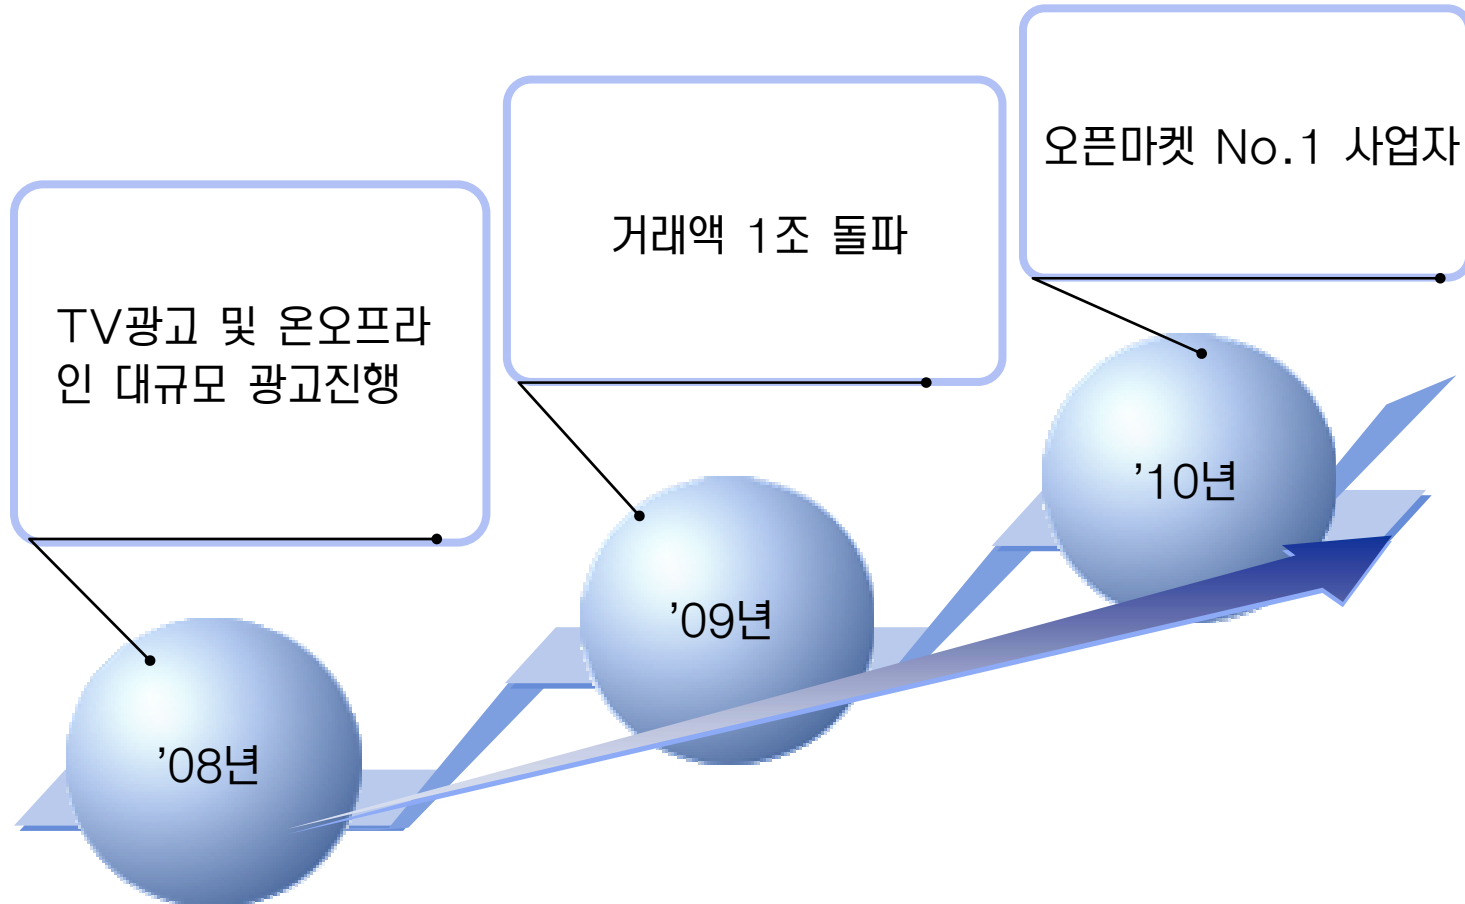 오픈마켓 No.1 사업자
거래액 1조 돌파
TV광고 및 온오프라
인 대규모 광고진행
’10년
’09년
’08년